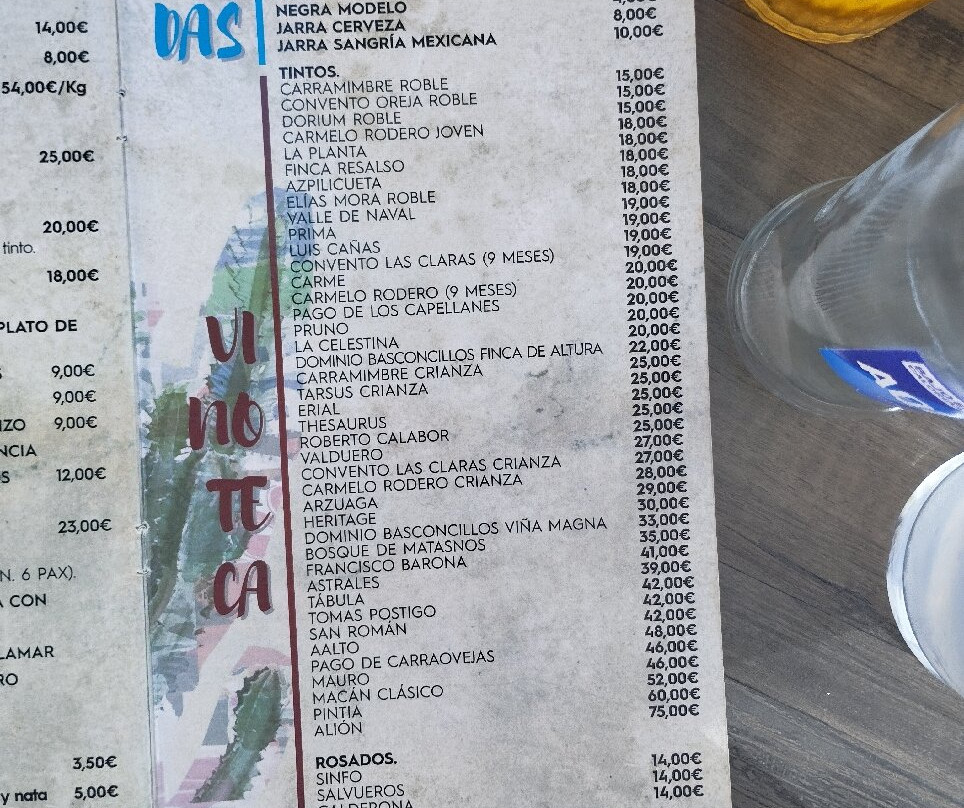 14,00€
8,00€
54,00€/Kg
25,00€
20,00€
tinto.
18,00€
PLATO DE
9,00€
9,00€
9,00€
NCIA
12,00€
23,00€
N. 6 PAX).
A CON
LAMAR
RO
3,50€
y nata 5,00€
DAS
NEGRA MODELO
JARRA CERVEZA 8,00€
JARRA SANGRÍA MEXICANA 10,00€
VI
NO
TE
CA
TINTOS.
CARRAMIMBRE ROBLE 15,00€
CONVENTO OREJA ROBLE 15,00€
DORIUM ROBLE 15,00€
CARMELO RODERO JOVEN 18,00€
LA PLANTA 18,00€
FINCA RESALSO 18,00€
AZPILICUETA 18,00€
ELÍAS MORA ROBLE 18,00€
VALLE DE NAVAL 19,00€
PRIMA 19,00€
LUIS CAÑAS 19,00€
CONVENTO LAS CLARAS (9 MESES) 19,00€
CARME 20,00€
CARMELO RODERO (9 MESES) 20,00€
PAGO DE LOS CAPELLANES 20,00€
PRUNO 20,00€
LA CELESTINA 20,00€
DOMINIO BASCONCILLOS FINCA DE ALTURA 22,00€
CARRAMIMBRE CRIANZA 25,00€
TARSUS CRIANZA 25,00€
ERIAL 25,00€
THESAURUS 25,00€
ROBERTO CALABOR 25,00€
VALDUERO 27,00€
CONVENTO LAS CLARAS CRIANZA 27,00€
CARMELO RODERO CRIANZA 28,00€
ARZUAGA 29,00€
HERITAGE 30,00€
DOMINIO BASCONCILLOS VIÑA MAGNA 33,00€
BOSQUE DE MATASNOS 35,00€
FRANCISCO BARONA 41,00€
ASTRALES 39,00€
TÁBULA 42,00€
TOMAS POSTIGO 42,00€
SAN ROMÁN 42,00€
AALTO 48,00€
PAGO DE CARRAOVEJAS 46,00€
MAURO 46,00€
MACÁN CLÁSICO 52,00€
PINTIA 60,00€
ALIÓN 75,00€
ROSADOS.
SINFO 14,00€
SALVUEROS 14,00€
14,00€